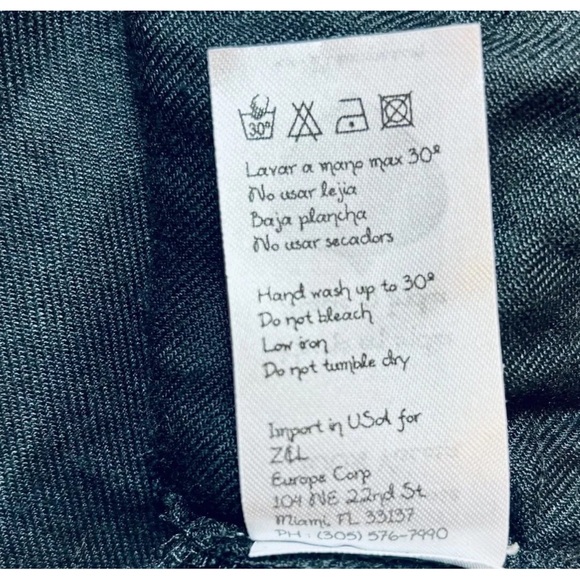 30º
Lavar a mano max 30º
No usar lejia
Baja plancha
No usar secadors
Hand wash up to 30º
Do not bleach
Low iron
Do not tumble dry
Import in USA for
Z&L
Europe Corp
104 NE 22nd St.
Miami, FL 33137
PH : (305) 576-7990